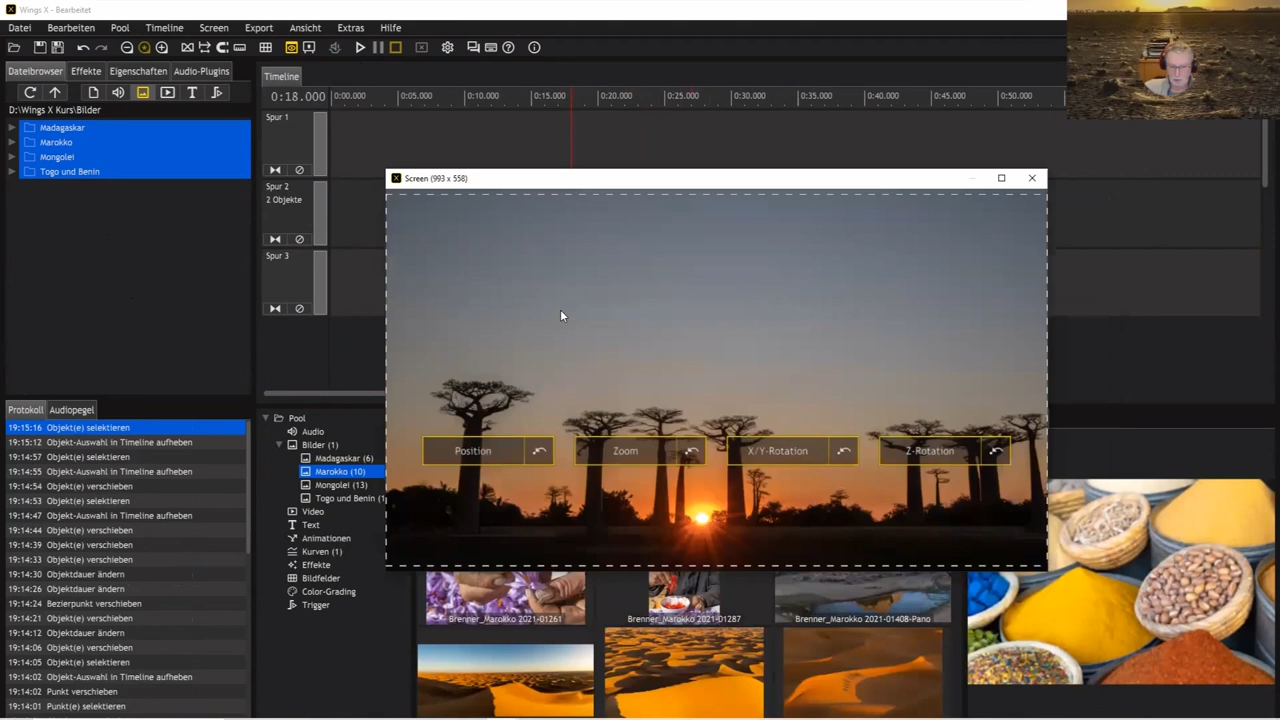 Wings X - Bearbeitet
Datei Bearbeiten Pool Timeline Screen Export Ansicht Extras Hilfe
Dateibrowser Effekte Eigenschaften Audio-Plugins
Timeline
0:18.000
0:00.000 0:05.000 0:10.000 0:15.000 0:20.000 0:25.000 0:30.000 0:35.000 0:40.000 0:45.000 0:50.000
D:\Wings X Kurs\Bilder
Madagaskar
Marokko
Mongolei
Togo und Benin
Spur 1
Spur 2
2 Objekte
Spur 3
Screen (993 x 558)
Position Zoom X/Y-Rotation Z-Rotation
Protokoll Audiopegel
19:15:16 Objekt(e) selektieren
19:15:12 Objekt-Auswahl in Timeline aufheben
19:14:57 Objekt(e) selektieren
19:14:55 Objekt-Auswahl in Timeline aufheben
19:14:54 Objekt(e) verschieben
19:14:53 Objekt(e) selektieren
19:14:47 Objekt-Auswahl in Timeline aufheben
19:14:44 Objekt(e) verschieben
19:14:39 Objekt(e) verschieben
19:14:33 Objekt(e) verschieben
19:14:30 Objektdauer ändern
19:14:26 Objektdauer ändern
19:14:24 Bezierpunkt verschieben
19:14:21 Objekt(e) verschieben
19:14:12 Objektdauer ändern
19:14:06 Objekt(e) verschieben
19:14:05 Objekt(e) selektieren
19:14:02 Objekt-Auswahl in Timeline aufheben
19:14:02 Punkt verschieben
19:14:01 Punkt(e) selektieren
Pool
Audio
Bilder (1)
Madagaskar (6)
Marokko (10)
Mongolei (13)
Togo und Benin (1
Video
Text
Animationen
Kurven (1)
Effekte
Bildfelder
Color-Grading
Trigger
Brenner_Marokko 2021-01261
Brenner_Marokko 2021-01287
Brenner_Marokko 2021-01408-Pano